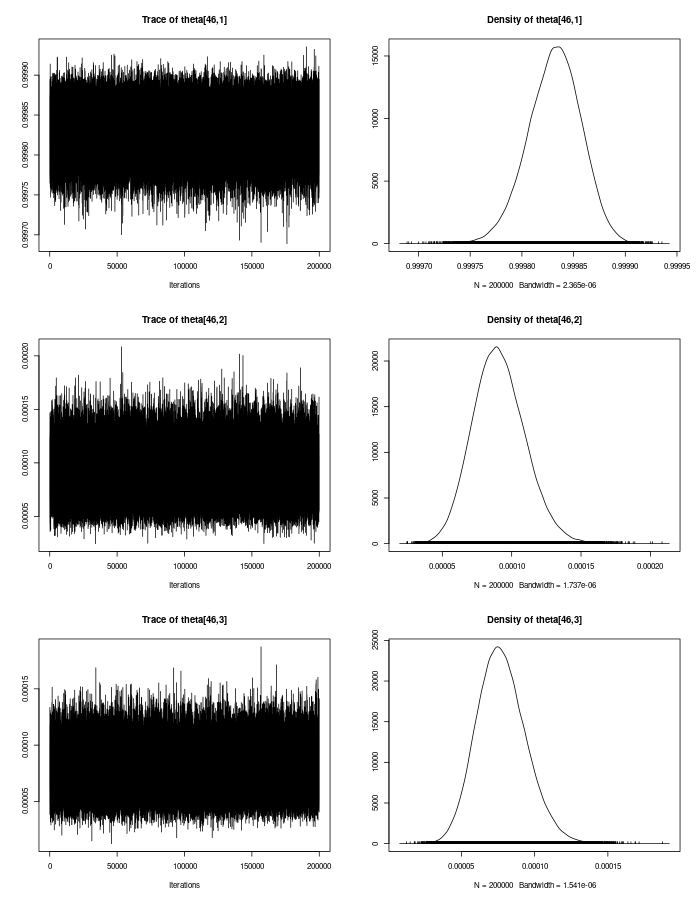 Trace of theta[46,1]
0.99970 0.99975 0.99980 0.99985 0.99990
0 50000 100000 150000 200000
Iterations
Density of theta[46,1]
0 5000 10000 15000
0.99970 0.99975 0.99980 0.99985 0.99990 0.99995
N = 200000 Bandwidth = 2.365e-06
Trace of theta[46,2]
0.00005 0.00010 0.00015 0.00020
0 50000 100000 150000 200000
Iterations
Density of theta[46,2]
0 5000 10000 15000 20000
0.00005 0.00010 0.00015 0.00020
N = 200000 Bandwidth = 1.737e-06
Trace of theta[46,3]
0.00005 0.00010 0.00015
0 50000 100000 150000 200000
Iterations
Density of theta[46,3]
0 5000 10000 15000 20000 25000
0.00005 0.00010 0.00015
N = 200000 Bandwidth = 1.541e-06